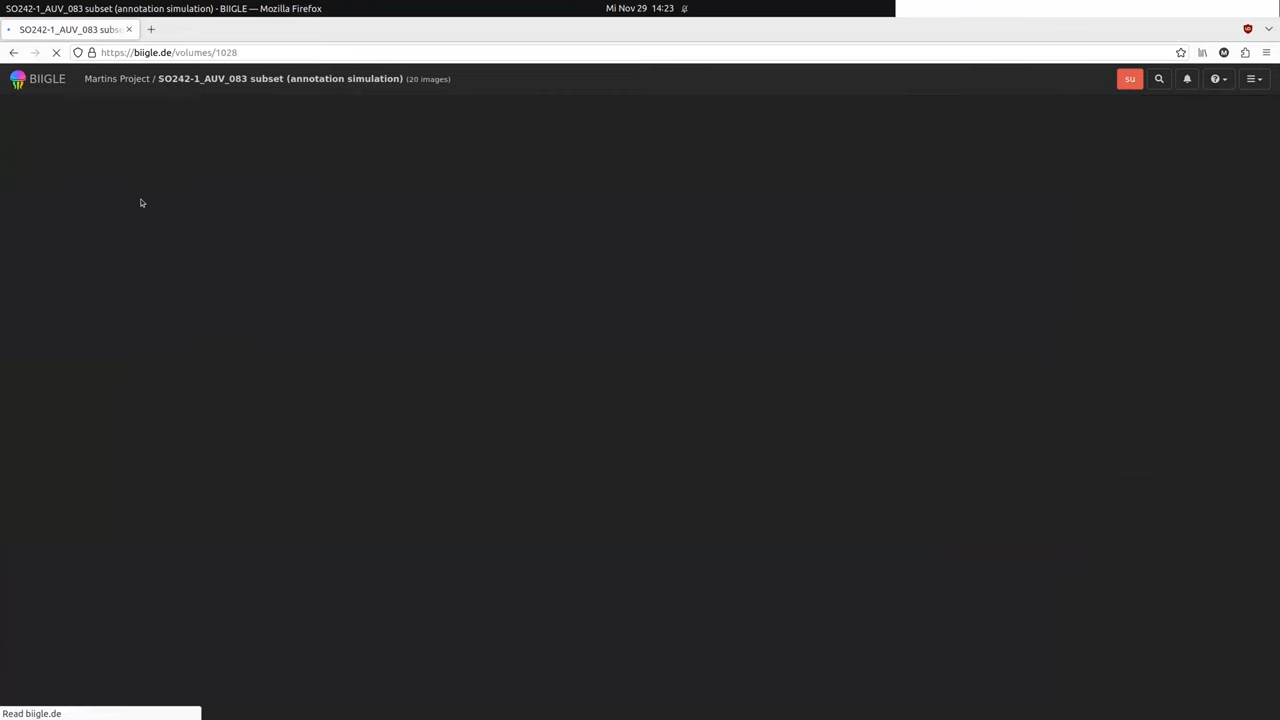 SO242-1_AUV_083 subset (annotation simulation) - BIIGLE — Mozilla Firefox
Mi Nov 29 14:23
SO242-1_AUV_083 subs
https://biigle.de/volumes/1028
BIIGLE
Martins Project / SO242-1_AUV_083 subset (annotation simulation) (20 images)
su
Read biigle.de